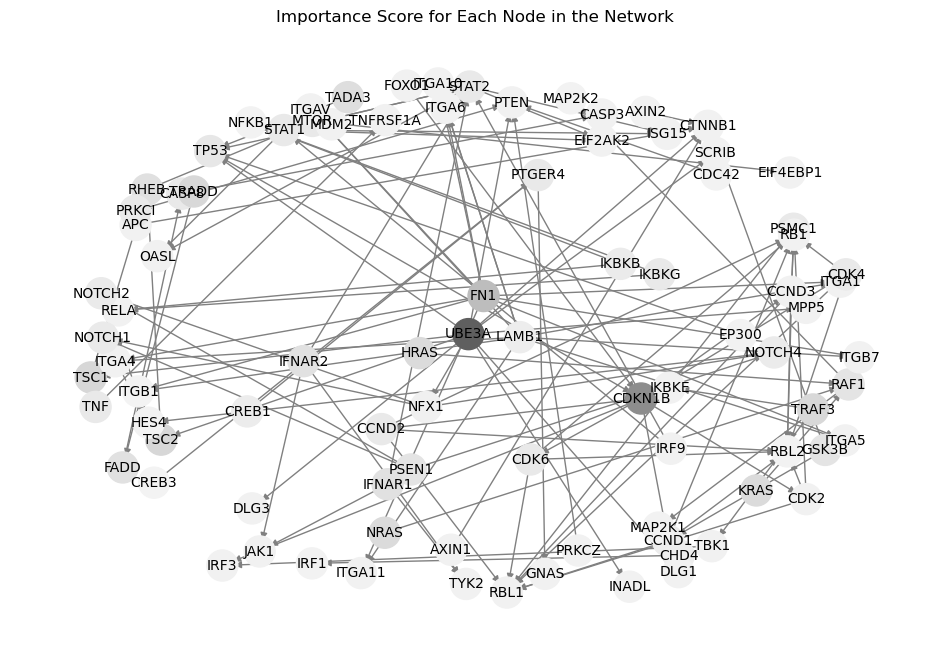 Importance Score for Each Node in the Network
FOXO1
ITGA10
STAT2
TADA3
ITGAV
MTOR
MDM2
TNFRSF1A
ITGA6
PTEN
MAP2K2
CASP3
AXIN2
CTNNB1
NFKB1
STAT1
EIF2AK2
ISG15
TP53
SCRIB
CDC42
EIF4EBP1
PTGER4
RHEB
CASP8
TRADD
PRKCI
APC
PSMC1
RB1
OASL
IKBKB
IKBKG
CDK4
ITGA1
NOTCH2
RELA
FN1
CCND3
MPP5
NOTCH1
UBE3A
LAMB1
EP300
HRAS
NOTCH4
ITGB7
ITGA4
TSC1
IFNAR2
ITGB1
IKBKE
CDKN1B
RAF1
TNF
CREB1
NFX1
TRAF3
HES4
TSC2
CCND2
ITGA5
IRF9
RBL2
GSK3B
FADD
CREB3
PSEN1
IFNAR1
CDK6
KRAS
CDK2
DLG3
NRAS
MAP2K1
CCND1
TBK1
CHD4
JAK1
IRF3
IRF1
ITGA11
AXIN1
PRKCZ
GNAS
TYK2
RBL1
DLG1
INADL